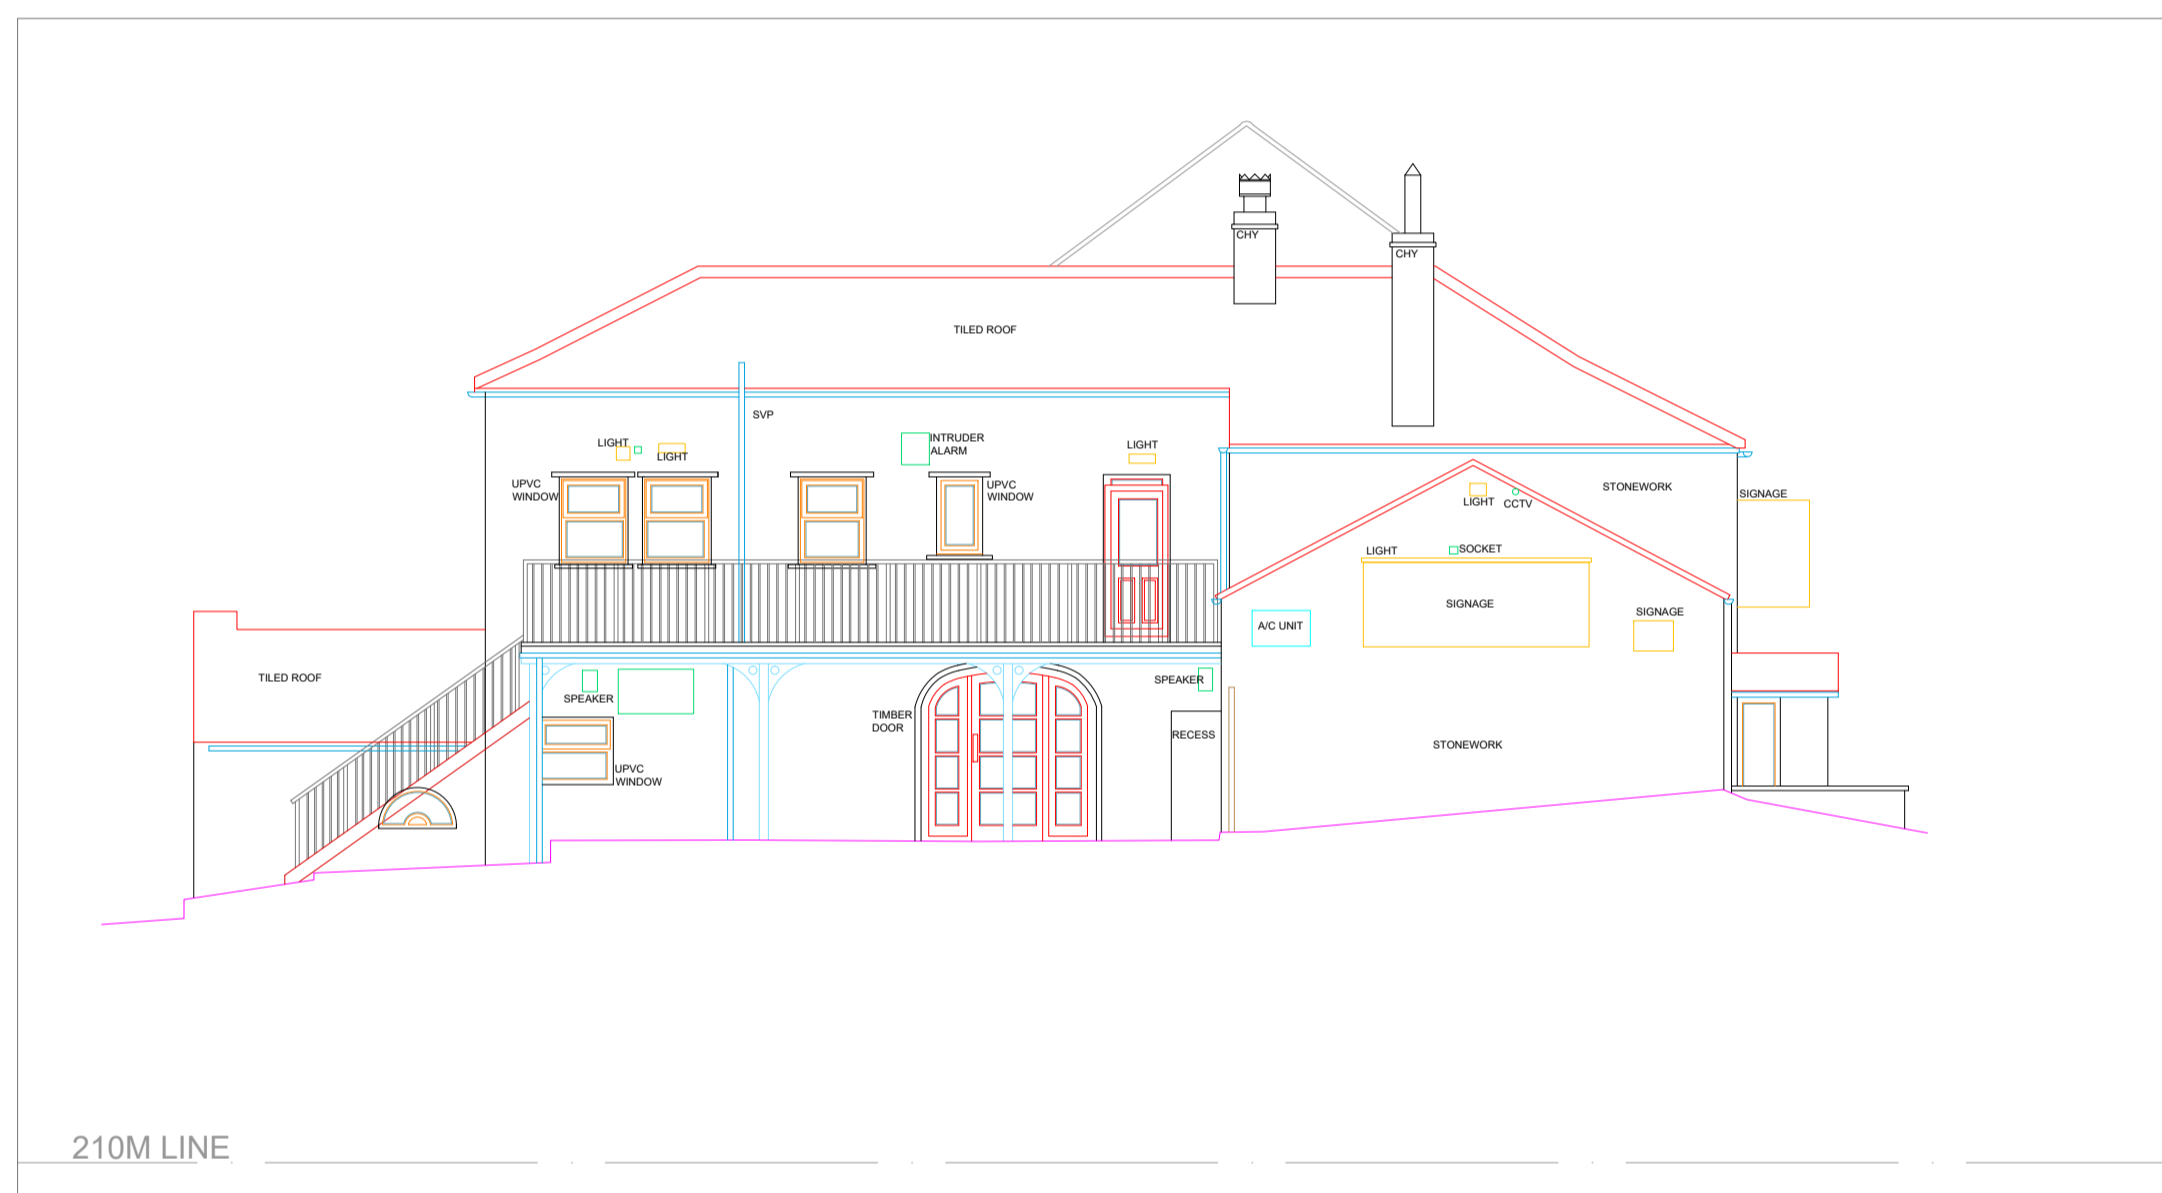 CHY
CHY
TILED ROOF
SVP
LIGHT
LIGHT
INTRUDER
ALARM
LIGHT
UPVC
WINDOW
UPVC
WINDOW
STONEWORK
SIGNAGE
LIGHT
CCTV
LIGHT
SOCKET
SIGNAGE
SIGNAGE
A/C UNIT
TILED ROOF
SPEAKER
SPEAKER
TIMBER
DOOR
RECESS
STONEWORK
UPVC
WINDOW
210M LINE